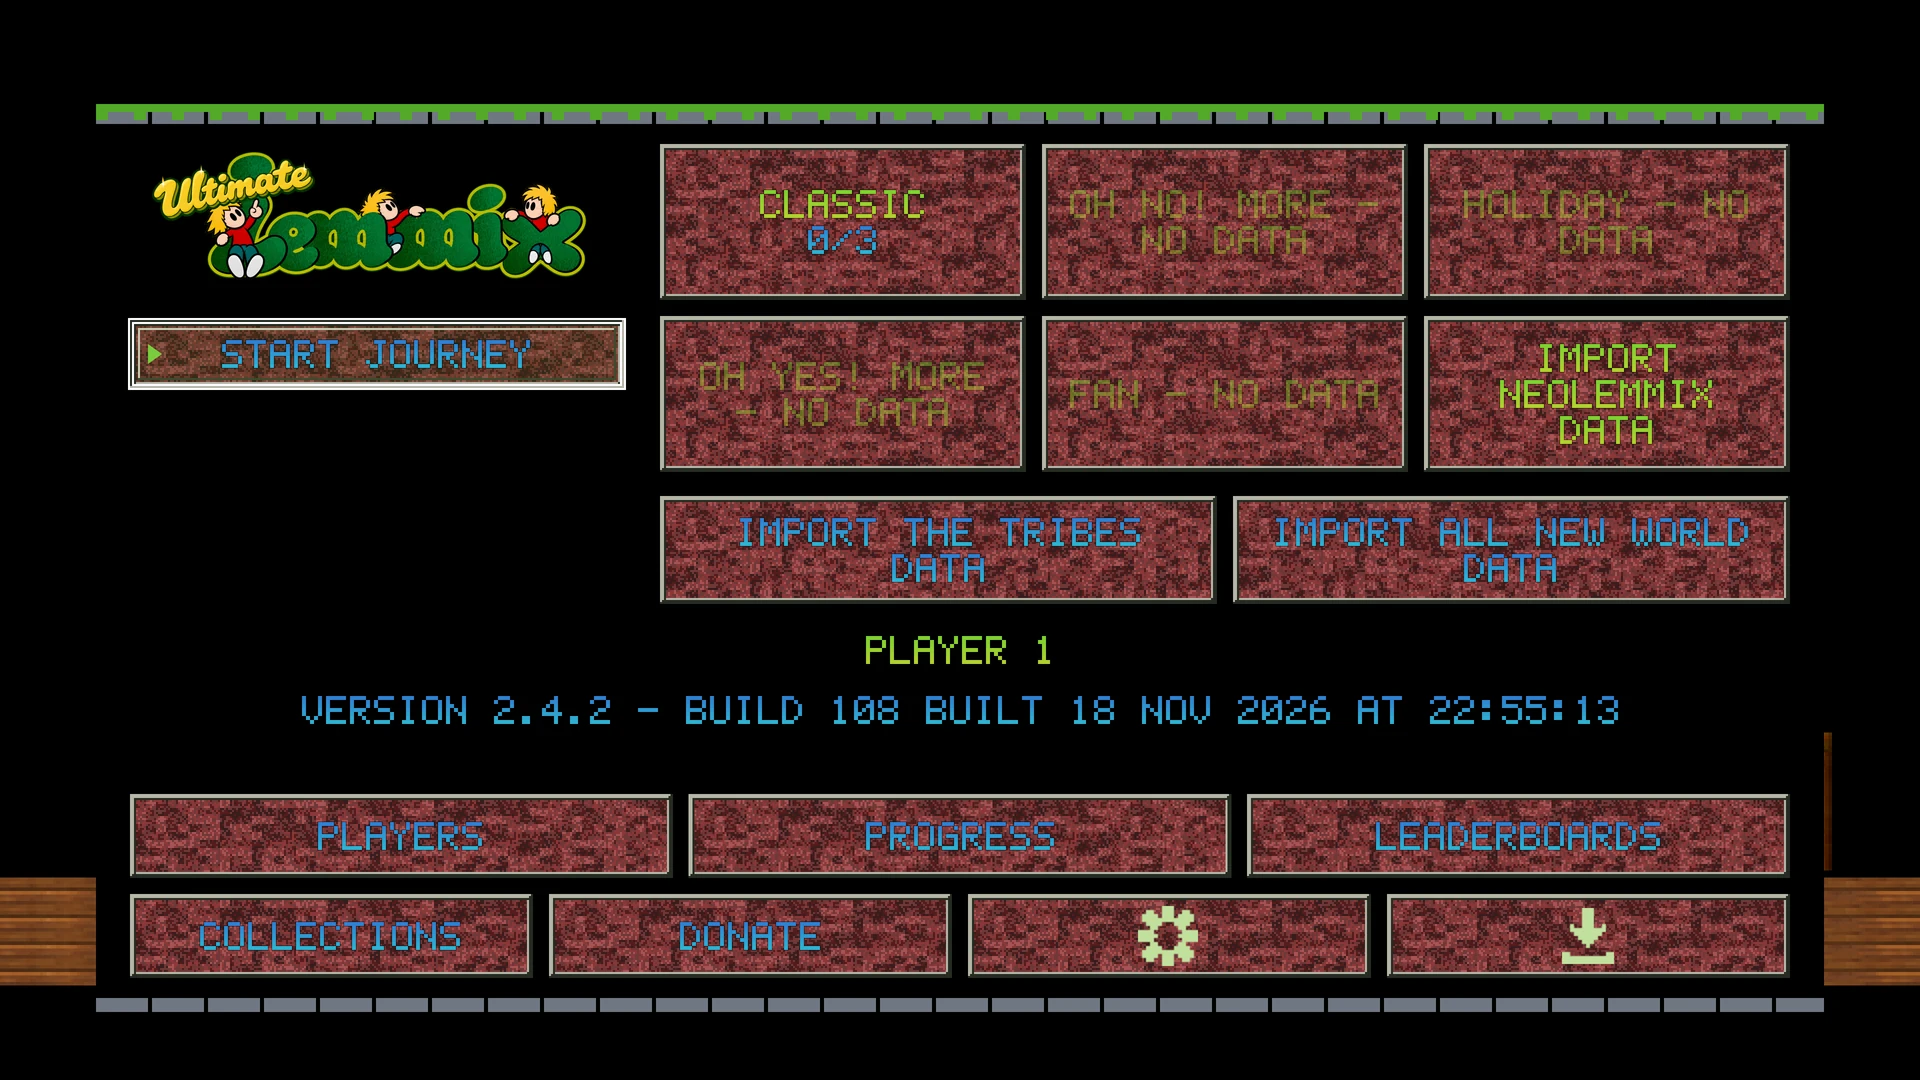 Ultimate
Lemmix
START JOURNEY
CLASSIC
0/3
OH NO! MORE -
NO DATA
HOLIDAY - NO
DATA
OH YES! MORE
- NO DATA
FAN - NO DATA
IMPORT
NEOLEMMIX
DATA
IMPORT THE TRIBES
DATA
IMPORT ALL NEW WORLD
DATA
PLAYER 1
VERSION 2.4.2 - BUILD 108 BUILT 18 NOV 2026 AT 22:55:13
PLAYERS
PROGRESS
LEADERBOARDS
COLLECTIONS
DONATE